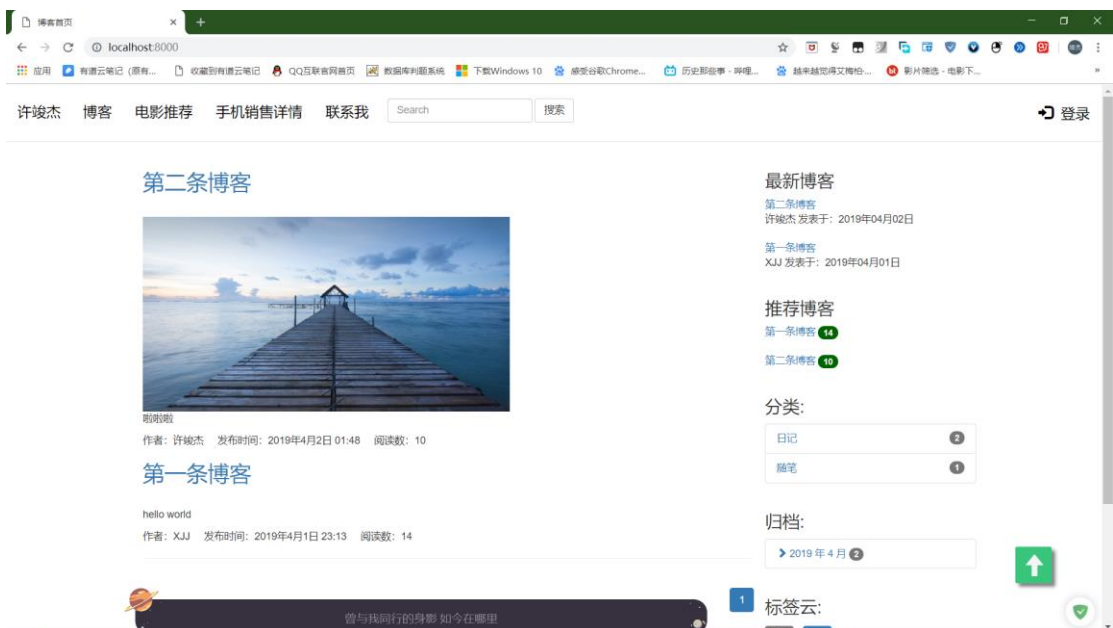 博客首页
localhost:8000
应用 有道云笔记 (原有... 收藏到有道云笔记 QQ互联官网首页 数据库判题系统 下载Windows 10 感受谷歌Chrome... 历史那些事 - 哔哩... 越来越觉得艾梅柏-... 影片筛选 - 电影下...
许竣杰 博客 电影推荐 手机销售详情 联系我 Search 搜索 登录
第二条博客
啦啦啦
作者：许竣杰 发布时间：2019年4月2日 01:48 阅读数：10
第一条博客
hello world
作者：XJJ 发布时间：2019年4月1日 23:13 阅读数：14
曾与我同行的身影 如今在哪里
1
最新博客
第二条博客
许竣杰 发表于：2019年04月02日
第一条博客
XJJ 发表于：2019年04月01日
推荐博客
第一条博客 14
第二条博客 10
分类:
日记 2
随笔 1
归档:
2019 年 4 月 2
标签云: